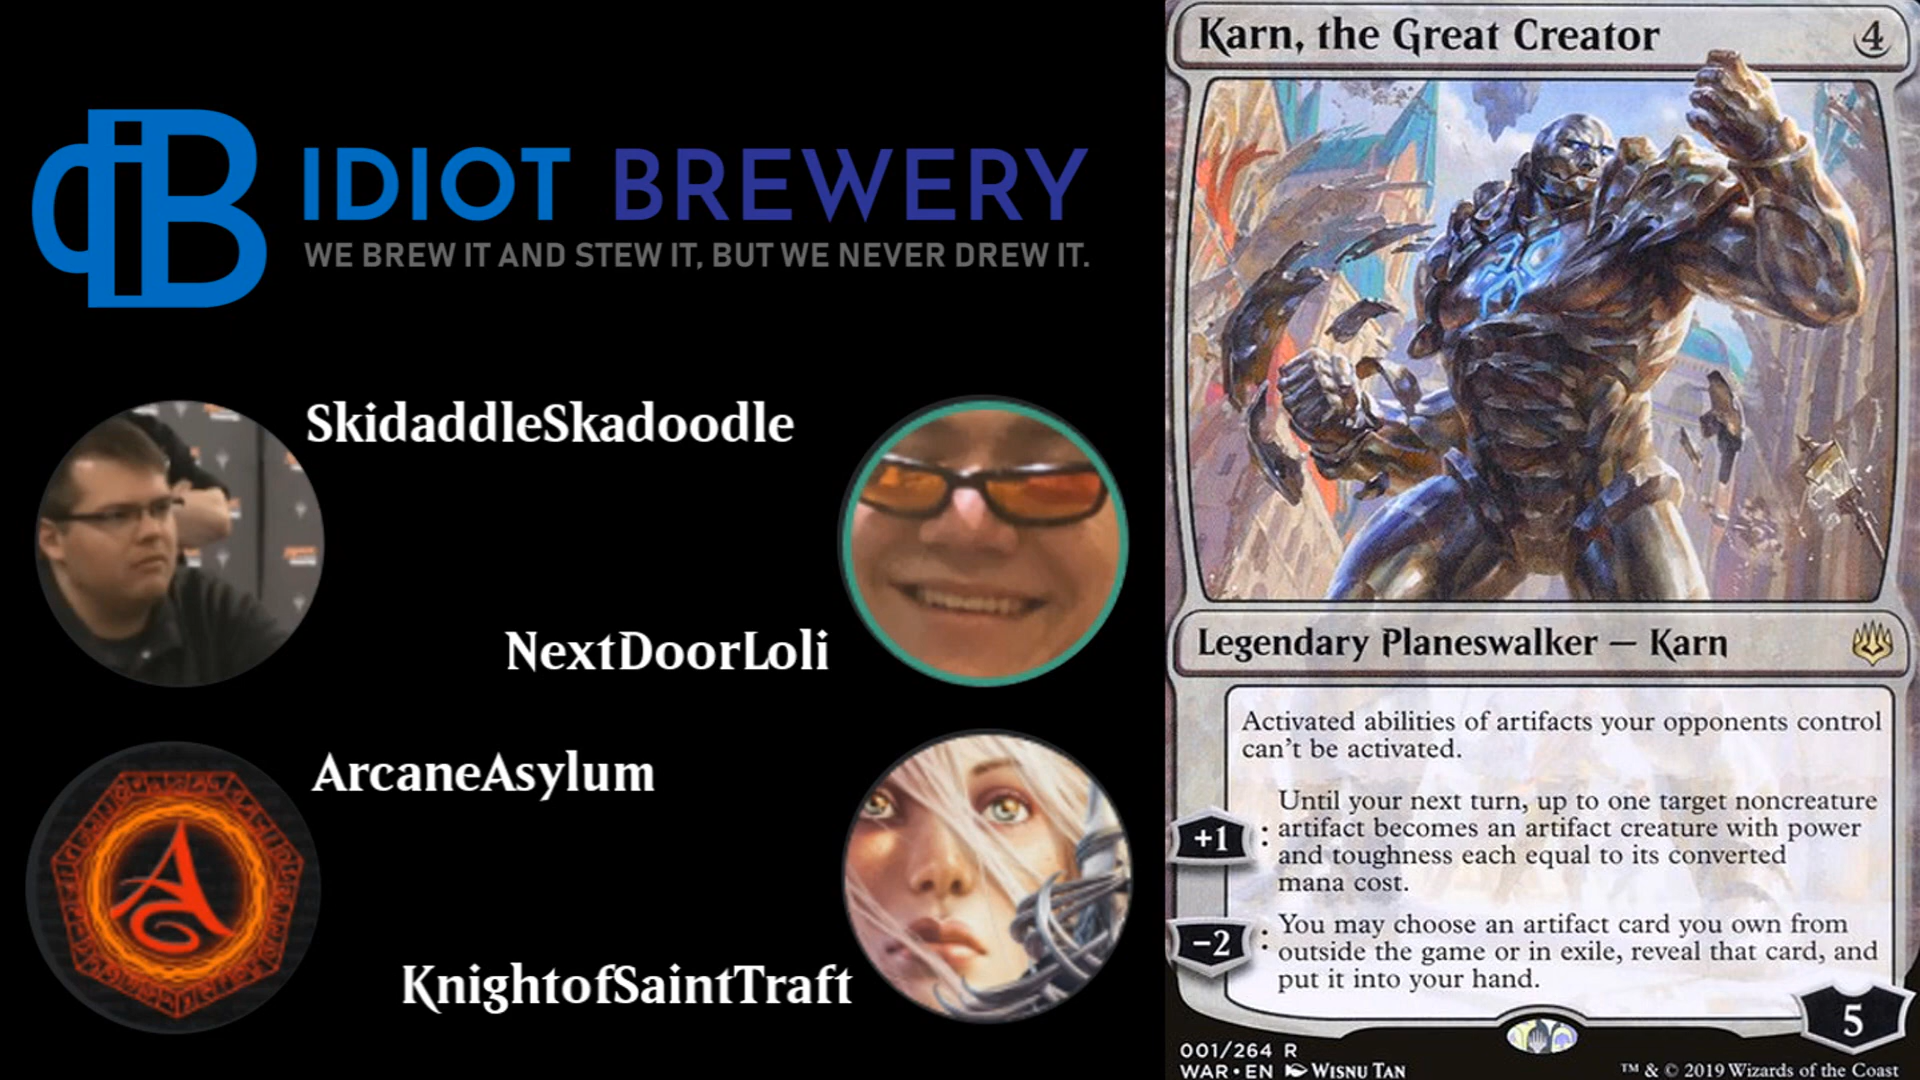 iB
IDIOT BREWERY
WE BREW IT AND STEW IT, BUT WE NEVER DREW IT.
SkidaddleSkadoodle
NextDoorLoli
ArcaneAsylum
KnightofSaintTraft
Karn, the Great Creator 4
Legendary Planeswalker — Karn
Activated abilities of artifacts your opponents control
can't be activated.
Until your next turn, up to one target noncreature
+1 : artifact becomes an artifact creature with power
and toughness each equal to its converted
mana cost.
You may choose an artifact card you own from
−2 : outside the game or in exile, reveal that card, and
put it into your hand.
5
001/264 R
WAR • EN Wisnu Tan
™ & © 2019 Wizards of the Coast